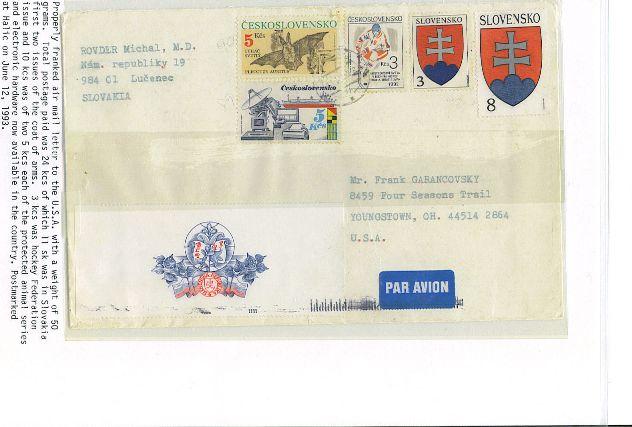 Properly franked air mail letter to the U.S.A. with a weight of 50
grams. Total postage paid was 24 kcs of which 11 sk was in Slovakia
first two issues of the coat of arms. 3 kcs was hockey Federation
issue and 10 kcs was of two 5 kcs each of the protected animal series
and electronic hardware now available in the country. Postmarked
at Halic on June 12, 1993.
ROVDER Michal, M.D.
Nám. republiky 19
984 01 Lučenec
SLOVAKIA
ČESKOSLOVENSKO
5 Kčs
PLECOTUS AURITUS
ČESKOSLOVENSKO
Kčs 3
1992
SLOVENSKO
3
SLOVENSKO
8
Československo
5
Kčs
Mr. Frank GARANCOVSKY
8459 Four Seasons Trail
YOUNGSTOWN, OH. 44514 2864
U.S.A.
PAR AVION